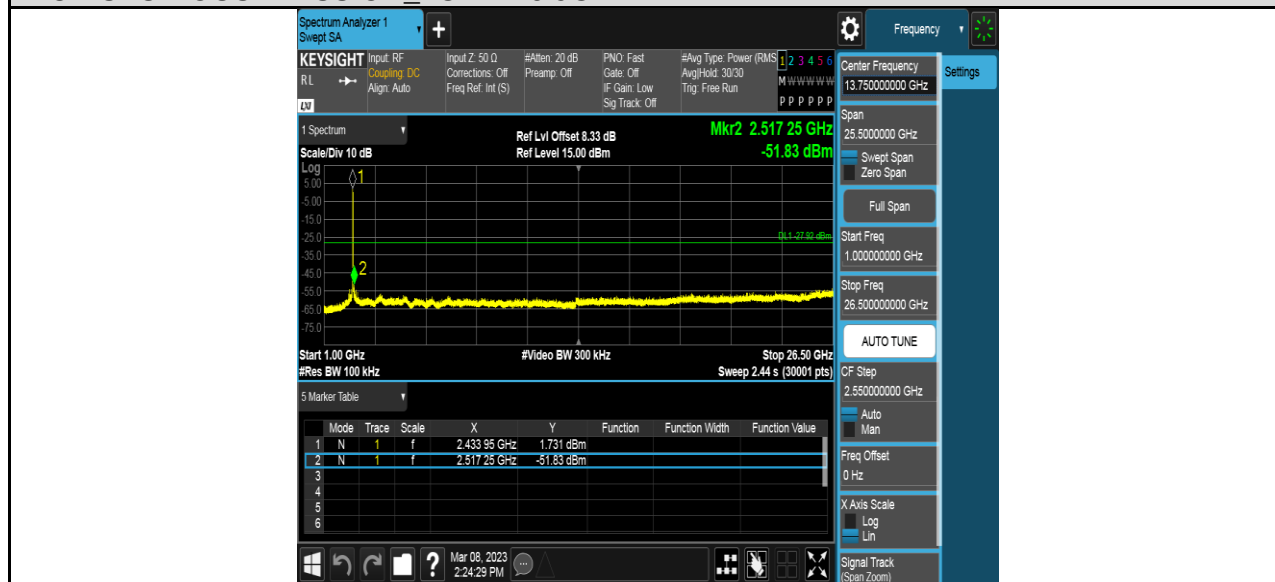 Spectrum Analyzer 1
Swept SA
Frequency
KEYSIGHT
RL
LXI
Input: RF
Coupling: DC
Align: Auto
Input Z: 50 Ω
Corrections: Off
Freq Ref: Int (S)
#Atten: 20 dB
Preamp: Off
PNO: Fast
Gate: Off
IF Gain: Low
Sig Track: Off
#Avg Type: Power (RMS
Avg|Hold: 30/30
Trig: Free Run
1 2 3 4 5 6
M W W W W W
P P P P P P
1 Spectrum
Scale/Div 10 dB
Ref Lvl Offset 8.33 dB
Ref Level 15.00 dBm
Mkr2 2.517 25 GHz
-51.83 dBm
Log
5.00
-5.00
-15.0
-25.0
-35.0
-45.0
-55.0
-65.0
-75.0
1
2
DL1 -27.92 dBm
Start 1.00 GHz
#Video BW 300 kHz
Stop 26.50 GHz
#Res BW 100 kHz
Sweep 2.44 s (30001 pts)
5 Marker Table
Mode Trace Scale X Y Function Function Width Function Value
1 N 1 f 2.433 95 GHz 1.731 dBm
2 N 1 f 2.517 25 GHz -51.83 dBm
3
4
5
6
Mar 08, 2023
2:24:29 PM
Center Frequency
13.750000000 GHz
Settings
Span
25.5000000 GHz
Swept Span
Zero Span
Full Span
Start Freq
1.000000000 GHz
Stop Freq
26.500000000 GHz
AUTO TUNE
CF Step
2.550000000 GHz
Auto
Man
Freq Offset
0 Hz
X Axis Scale
Log
Lin
Signal Track
(Span Zoom)